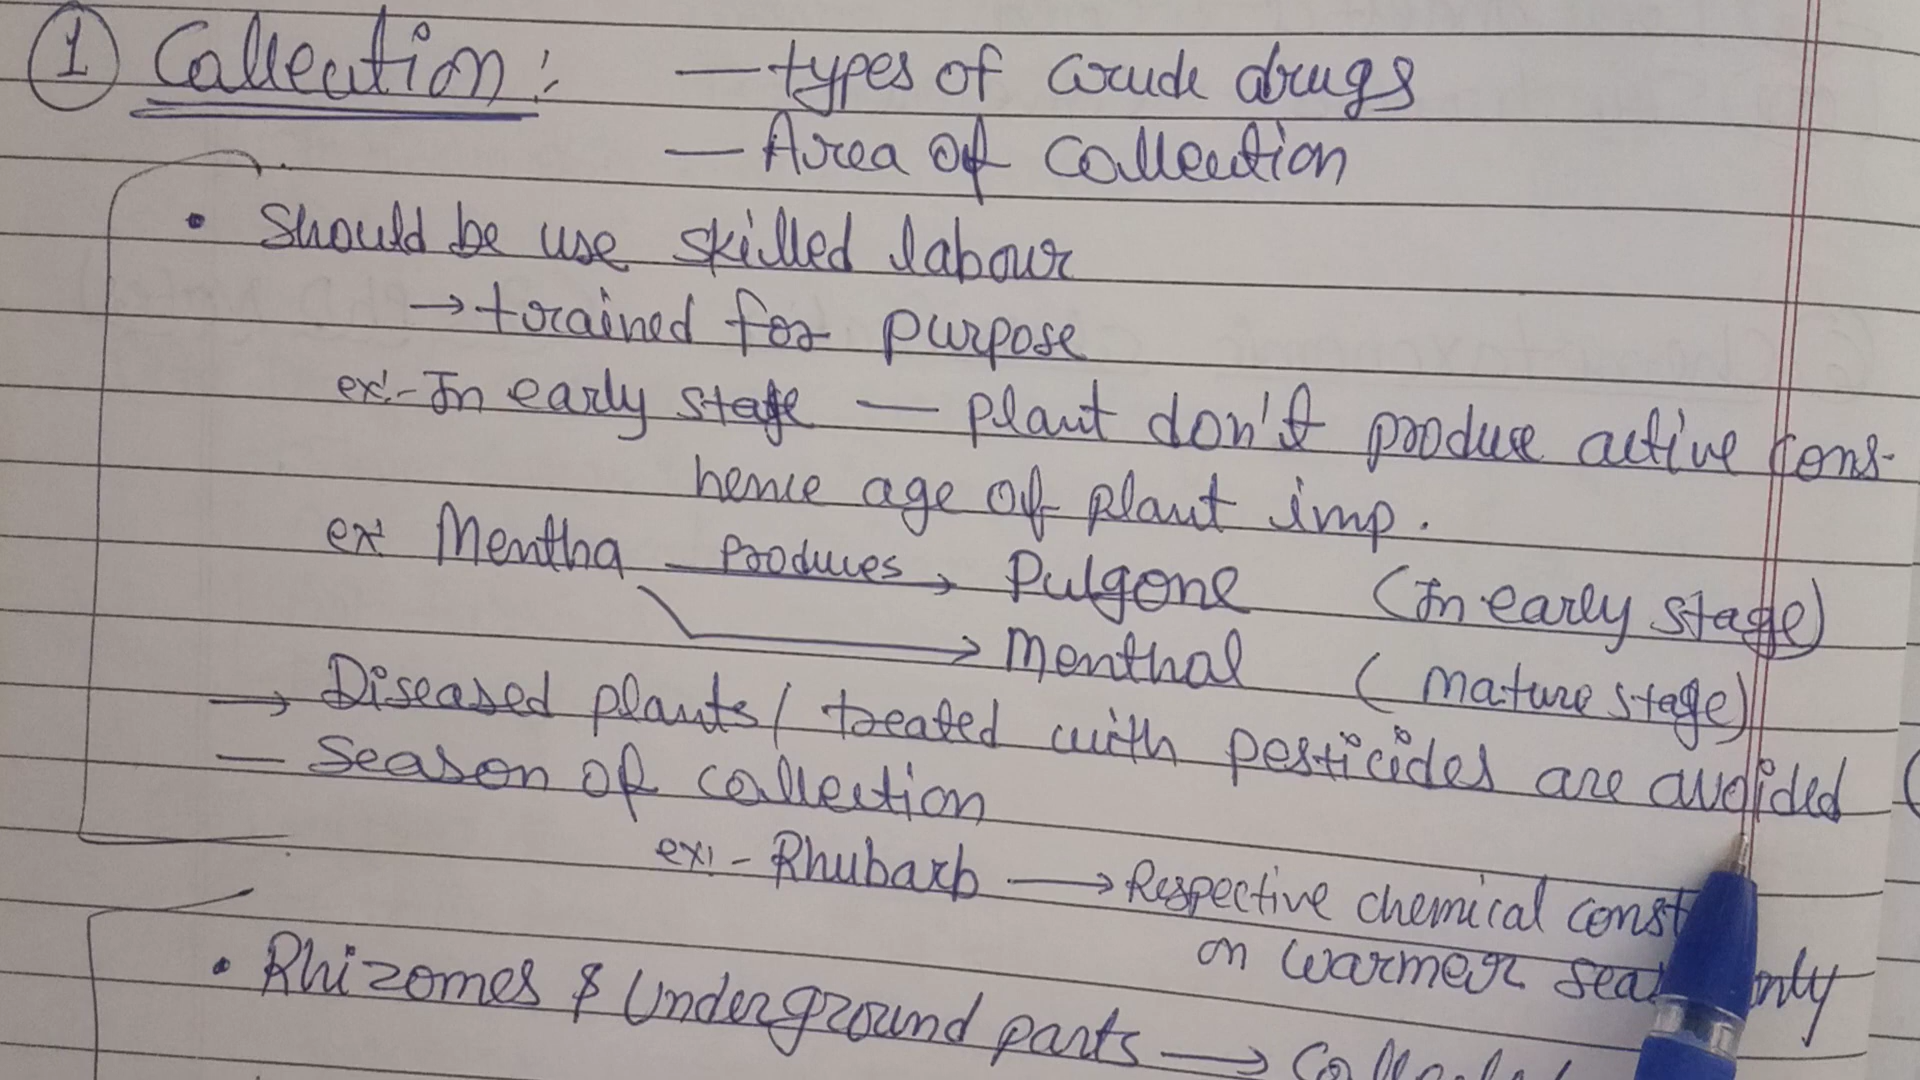 ① Collection :- — types of crude drugs
— Area of collection
• Should be use skilled labour
→ trained for purpose
ex:- In early stage — plant don't produce active cons-
hence age of plant imp.
ex: Mentha produces → Pulgone (In early stage)
→ Menthal (mature stage)
→ Diseased plants / treated with pesticides are avoided
— Season of collection
ex:- Rhubarb → Respective chemical const
on warmer only
• Rhizomes & Underground parts →